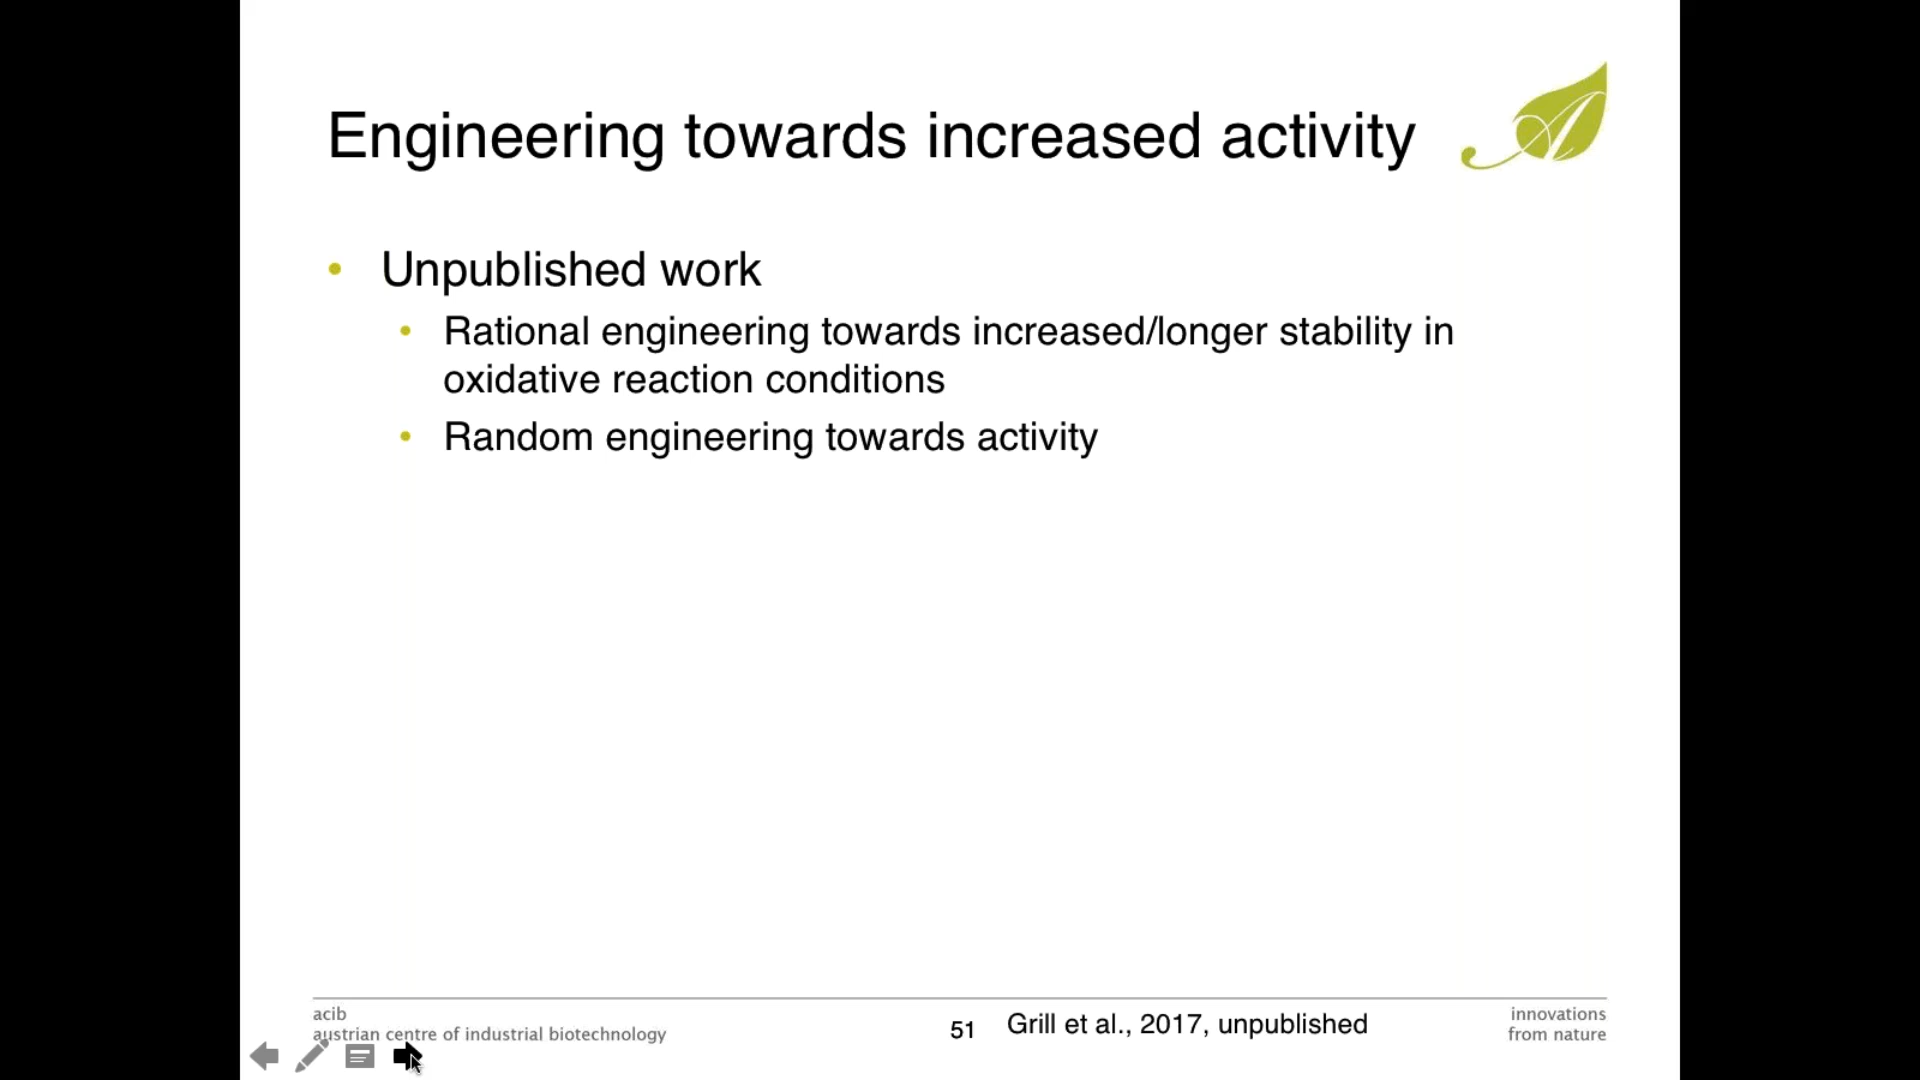 Engineering towards increased activity
• Unpublished work
• Rational engineering towards increased/longer stability in
oxidative reaction conditions
• Random engineering towards activity
acib
austrian centre of industrial biotechnology
51
Grill et al., 2017, unpublished
innovations
from nature